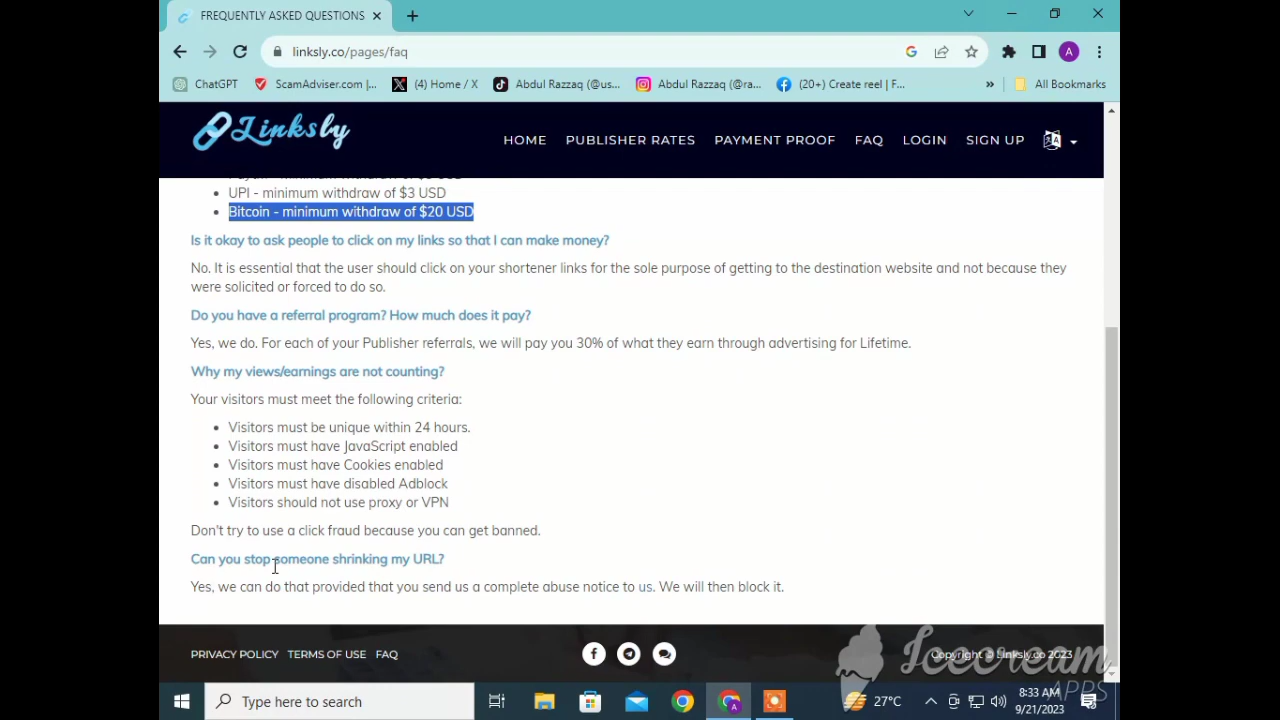 FREQUENTLY ASKED QUESTIONS
linksly.co/pages/faq
A
ChatGPT
ScamAdviser.com |...
(4) Home / X
Abdul Razzaq (@us...
Abdul Razzaq (@ra...
(20+) Create reel | F...
»
All Bookmarks
Linksly
HOME
PUBLISHER RATES
PAYMENT PROOF
FAQ
LOGIN
SIGN UP
UPI - minimum withdraw of $3 USD
Bitcoin - minimum withdraw of $20 USD
Is it okay to ask people to click on my links so that I can make money?
No. It is essential that the user should click on your shortener links for the sole purpose of getting to the destination website and not because they
were solicited or forced to do so.
Do you have a referral program? How much does it pay?
Yes, we do. For each of your Publisher referrals, we will pay you 30% of what they earn through advertising for Lifetime.
Why my views/earnings are not counting?
Your visitors must meet the following criteria:
Visitors must be unique within 24 hours.
Visitors must have JavaScript enabled
Visitors must have Cookies enabled
Visitors must have disabled Adblock
Visitors should not use proxy or VPN
Don't try to use a click fraud because you can get banned.
Can you stop someone shrinking my URL?
Yes, we can do that provided that you send us a complete abuse notice to us. We will then block it.
PRIVACY POLICY
TERMS OF USE
FAQ
Copyright © Linksly.co 2023
Icecream
APPS
Type here to search
27°C
8:33 AM
9/21/2023